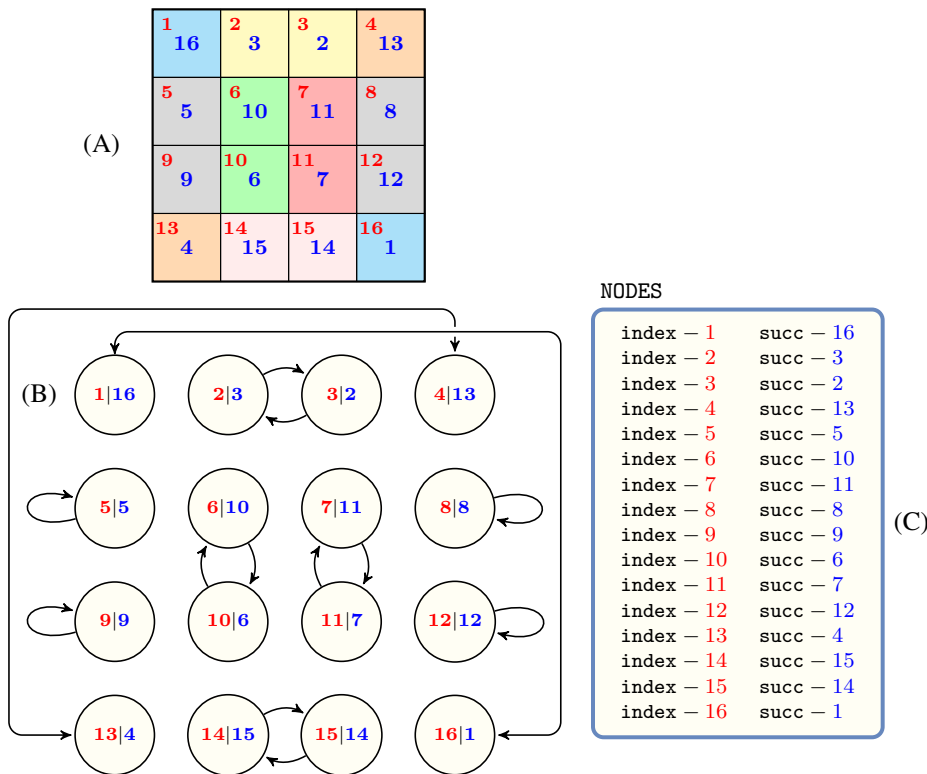 1 2 3 4
16 3 2 13
5 6 7 8
5 10 11 8
(A)
9 10 11 12
9 6 7 12
13 14 15 16
4 15 14 1
NODES
(B)
1|16 2|3 3|2 4|13
5|5 6|10 7|11 8|8
9|9 10|6 11|7 12|12
13|4 14|15 15|14 16|1
index – 1 succ – 16
index – 2 succ – 3
index – 3 succ – 2
index – 4 succ – 13
index – 5 succ – 5
index – 6 succ – 10
index – 7 succ – 11
index – 8 succ – 8
index – 9 succ – 9
index – 10 succ – 6
index – 11 succ – 7
index – 12 succ – 12
index – 13 succ – 4
index – 14 succ – 15
index – 15 succ – 14
index – 16 succ – 1
(C)